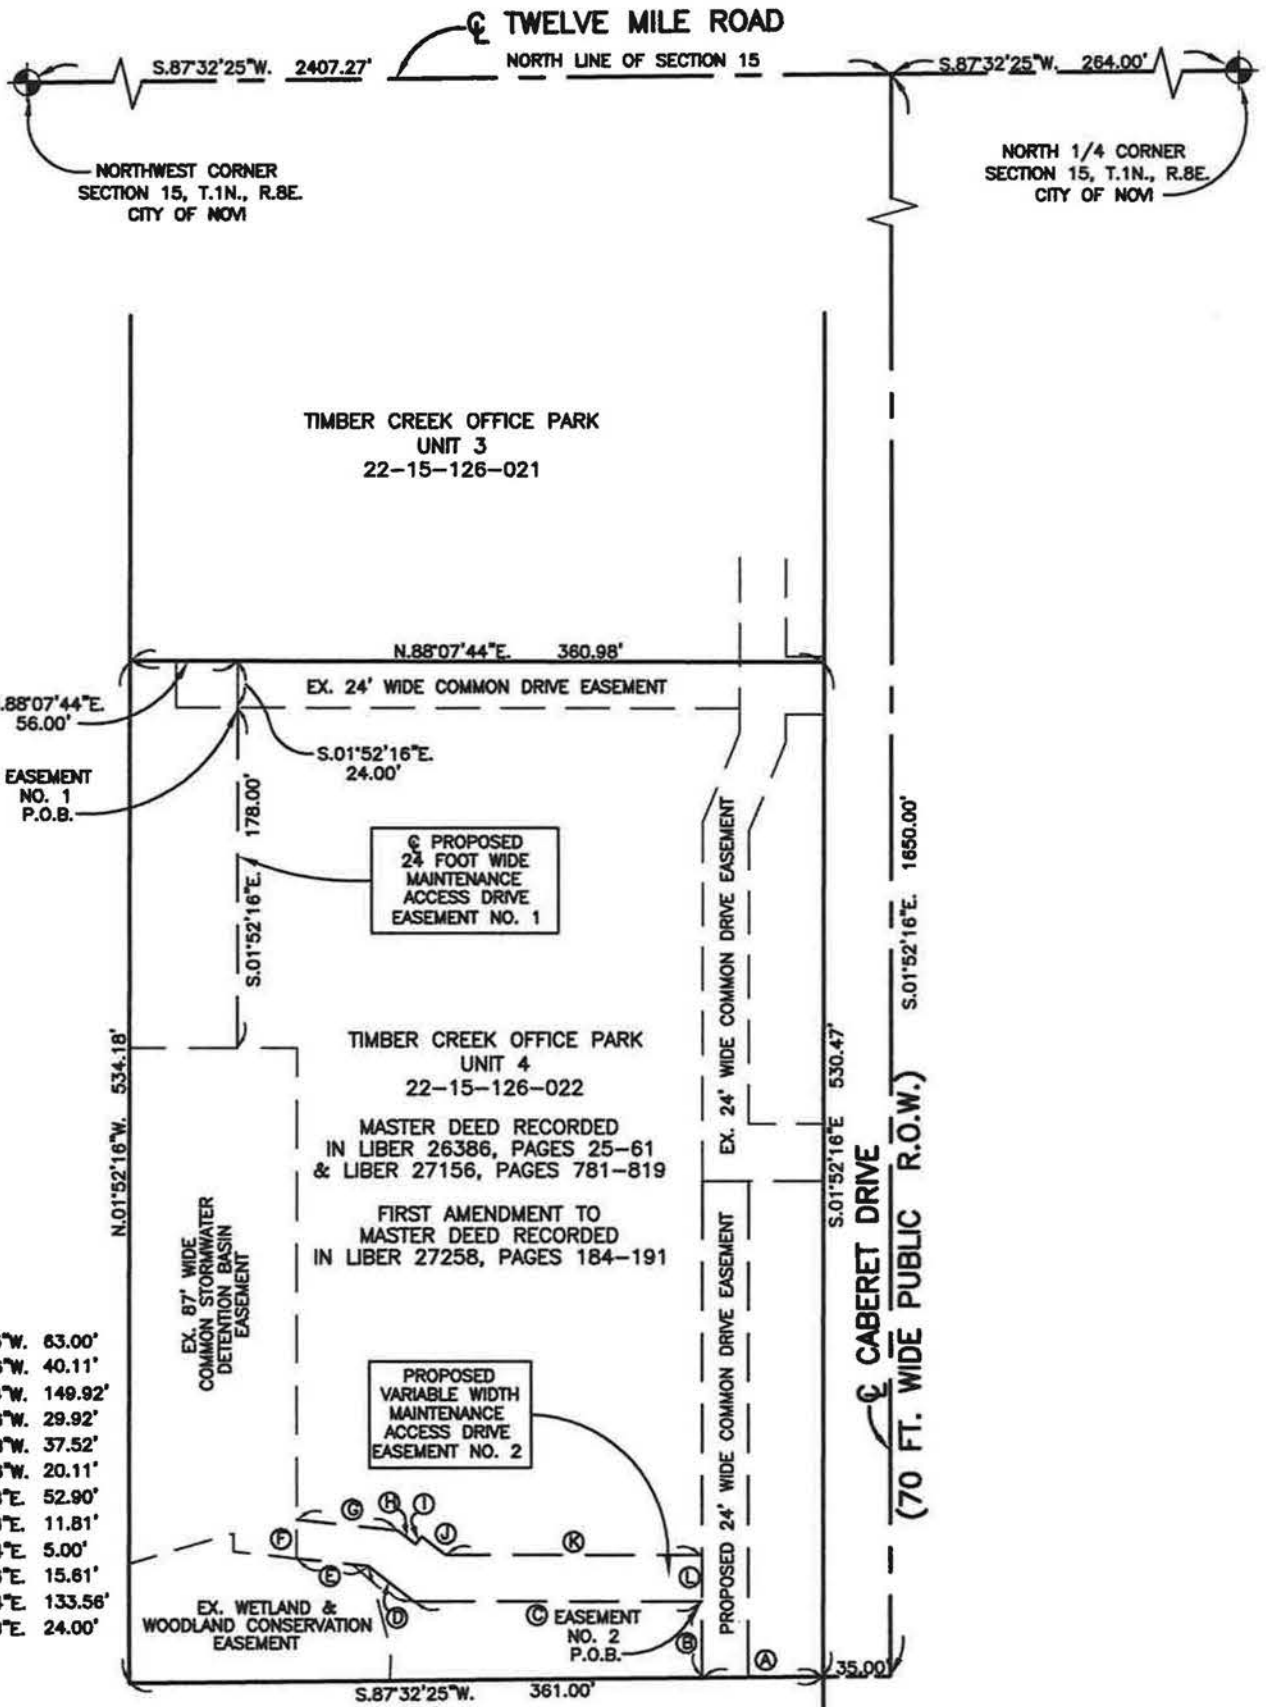 ℄ TWELVE MILE ROAD
S.87°32'25"W. 2407.27'
NORTH LINE OF SECTION 15
S.87°32'25"W. 264.00'
NORTHWEST CORNER
SECTION 15, T.1N., R.8E.
CITY OF NOVI
NORTH 1/4 CORNER
SECTION 15, T.1N., R.8E.
CITY OF NOVI
TIMBER CREEK OFFICE PARK
UNIT 3
22-15-126-021
N.88°07'44"E. 360.98'
EX. 24' WIDE COMMON DRIVE EASEMENT
.88°07'44"E.
56.00'
S.01°52'16"E.
24.00'
EASEMENT
NO. 1
P.O.B.
S.01°52'16"E. 178.00'
℄ PROPOSED
24 FOOT WIDE
MAINTENANCE
ACCESS DRIVE
EASEMENT NO. 1
EX. 24' WIDE COMMON DRIVE EASEMENT
S.01°52'16"E. 1650.00'
N.01°52'16"W. 534.18'
TIMBER CREEK OFFICE PARK
UNIT 4
22-15-126-022
MASTER DEED RECORDED
IN LIBER 26386, PAGES 25-61
& LIBER 27156, PAGES 781-819
FIRST AMENDMENT TO
MASTER DEED RECORDED
IN LIBER 27258, PAGES 184-191
S.01°52'16"E 530.47'
℄ CABERET DRIVE
(70 FT. WIDE PUBLIC R.O.W.)
EX. 87' WIDE
COMMON STORMWATER
DETENTION BASIN
EASEMENT
PROPOSED 24' WIDE COMMON DRIVE EASEMENT
"W. 63.00'
"W. 40.11'
"W. 149.92'
"W. 29.92'
"W. 37.52'
"W. 20.11'
"E. 52.90'
"E. 11.81'
"E. 5.00'
"E. 15.61'
"E. 133.56'
"E. 24.00'
PROPOSED
VARIABLE WIDTH
MAINTENANCE
ACCESS DRIVE
EASEMENT NO. 2
G
H
I
J
K
F
E
L
D
C
B
A
EX. WETLAND &
WOODLAND CONSERVATION
EASEMENT
EASEMENT
NO. 2
P.O.B.
35.00'
S.87°32'25"W. 361.00'